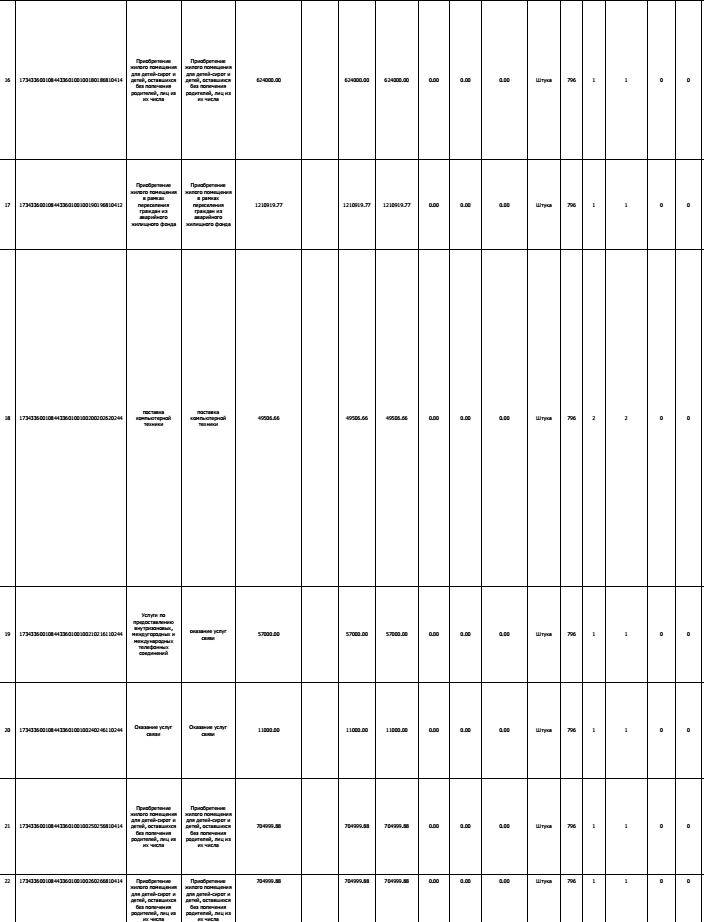 16 173433600108443360100100180186810414 Приобретение жилого помещения для детей-сирот и детей, оставшихся без попечения родителей, лиц из их числа Приобретение жилого помещения для детей-сирот и детей, оставшихся без попечения родителей, лиц из их числа 624000.00 624000.00 624000.00 0.00 0.00 0.00 Штука 796 1 1 0 0
17 173433600108443360100100190196810412 Приобретение жилого помещения в рамках переселения граждан из аварийного жилищного фонда Приобретение жилого помещения в рамках переселения граждан из аварийного жилищного фонда 1210919.77 1210919.77 1210919.77 0.00 0.00 0.00 Штука 796 1 1 0 0
18 173433600108443360100100200202620244 поставка компьютерной техники поставка компьютерной техники 49506.66 49506.66 49506.66 0.00 0.00 0.00 Штука 796 2 2 0 0
19 173433600108443360100100210216110244 Услуги по предоставлению внутризоновых, междугородных и международных телефонных соединений оказание услуг связи 57000.00 57000.00 57000.00 0.00 0.00 0.00 Штука 796 1 1 0 0
20 173433600108443360100100240246110244 Оказание услуг связи Оказание услуг связи 11000.00 11000.00 11000.00 0.00 0.00 0.00 Штука 796 1 1 0 0
21 173433600108443360100100250256810414 Приобретение жилого помещения для детей-сирот и детей, оставшихся без попечения родителей, лиц из их числа Приобретение жилого помещения для детей-сирот и детей, оставшихся без попечения родителей, лиц из их числа 704999.88 704999.88 704999.88 0.00 0.00 0.00 Штука 796 1 1 0 0
22 173433600108443360100100260266810414 Приобретение жилого помещения для детей-сирот и детей, оставшихся без попечения родителей, лиц из их числа Приобретение жилого помещения для детей-сирот и детей, оставшихся без попечения родителей, лиц из их числа 704999.88 704999.88 704999.88 0.00 0.00 0.00 Штука 796 1 1 0 0